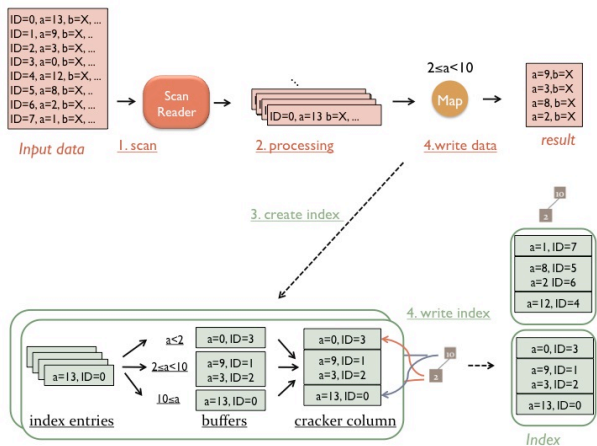 ID=0, a=13, b=X, ...
ID=1, a=9, b=X, ..
ID=2, a=3, b=X, ...
ID=3, a=0, b=X, ...
ID=4, a=12, b=X, ...
ID=5, a=8, b=X, ...
ID=6, a=2, b=X, ...
ID=7, a=1, b=X, ...
Input data
Scan
Reader
1. scan
ID=0, a=13 b=X, ...
2. processing
2≤a<10
Map
4.write data
a=9,b=X
a=3,b=X
a=8,b=X
a=2,b=X
result
3. create index
10
2
a=1, ID=7
a=8, ID=5
a=2 ID=6
a=12, ID=4
4. write index
a=13, ID=0
index entries
a<2
2≤a<10
10≤a
a=0, ID=3
a=9, ID=1
a=3, ID=2
a=13, ID=0
buffers
a=0, ID=3
a=9, ID=1
a=3, ID=2
a=13, ID=0
cracker column
10
2
a=0, ID=3
a=9, ID=1
a=3, ID=2
a=13, ID=0
Index